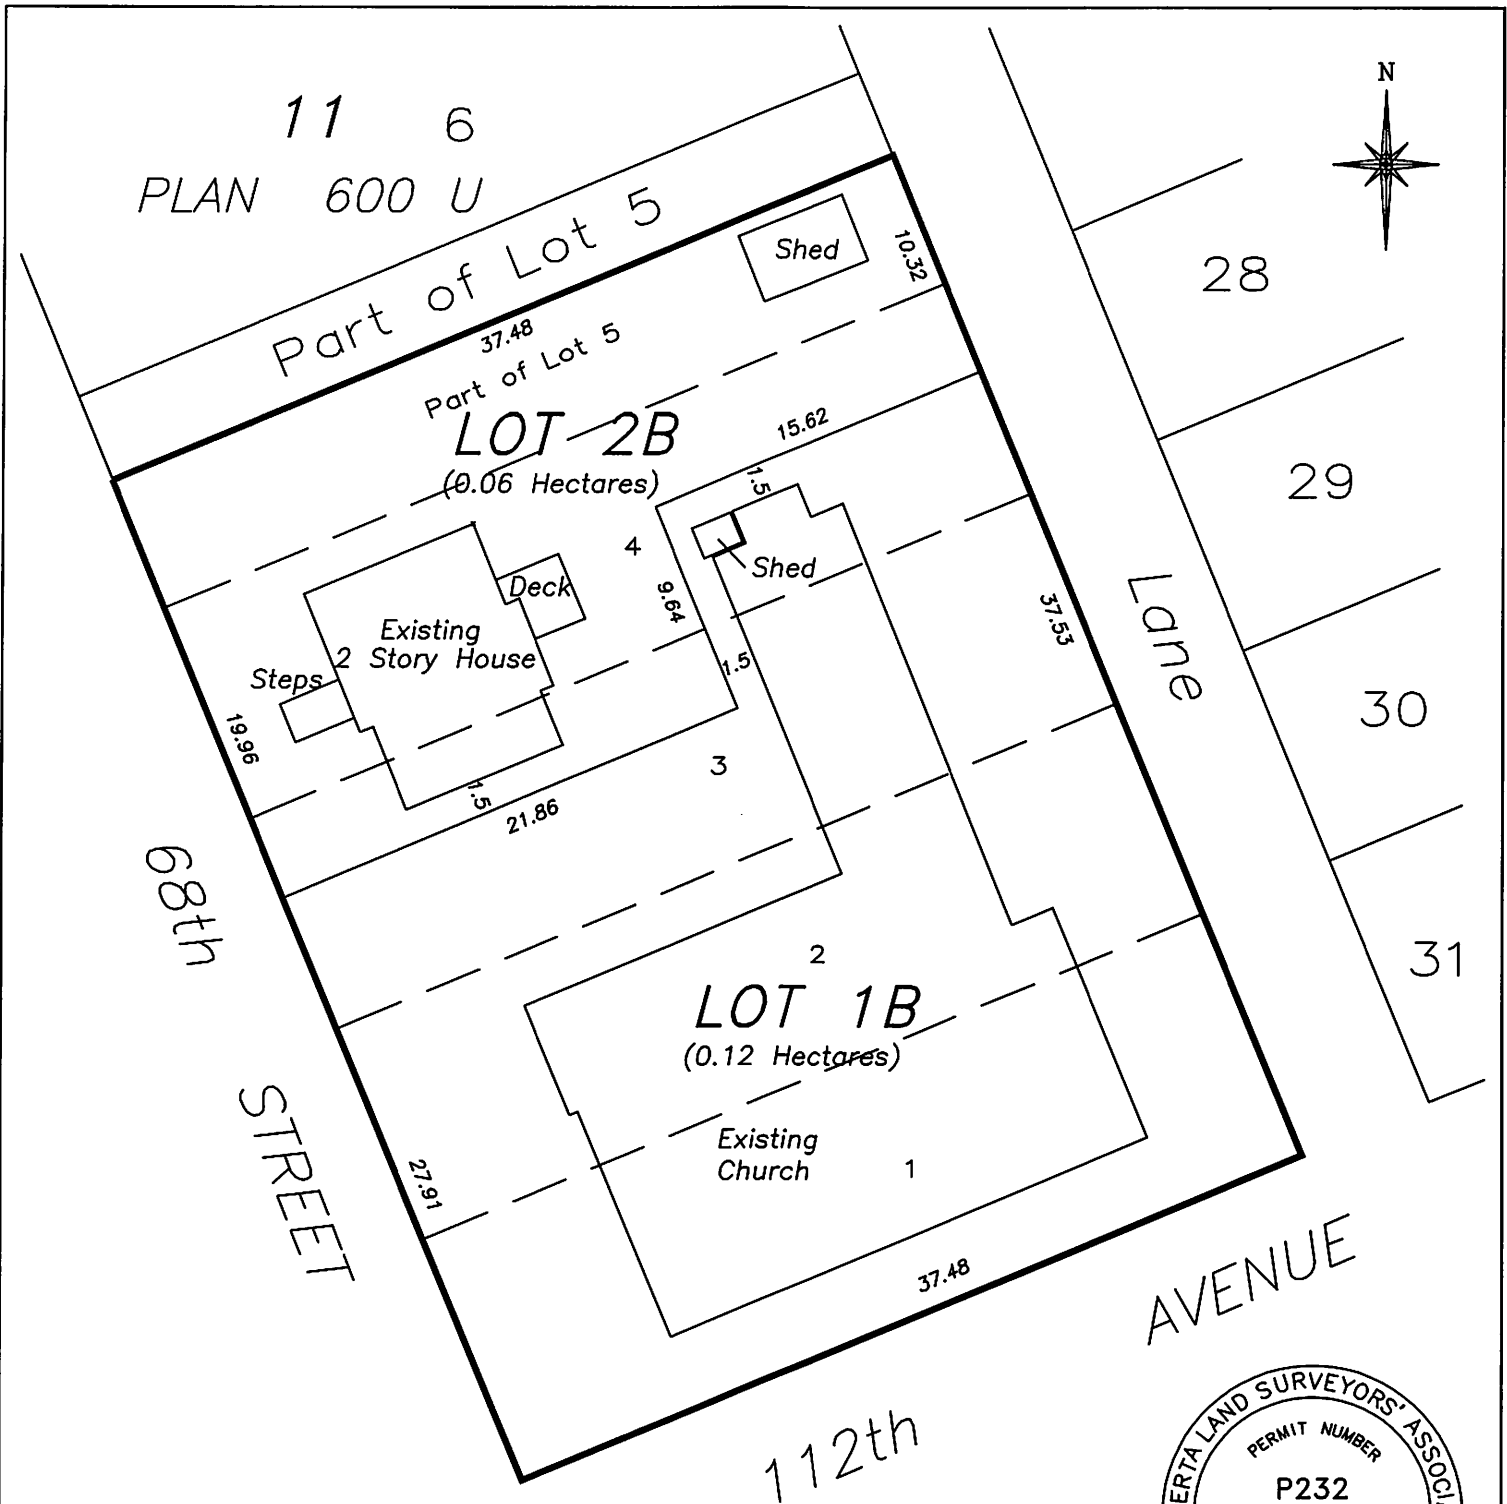 N
11 6
PLAN 600 U
Part of Lot 5
Shed
10.32
28
37.48
Part of Lot 5
LOT 2B
(0.06 Hectares)
15.62
1.5
29
4
Shed
Deck
9.64
37.53
Lane
Existing
2 Story House
Steps
1.5
30
19.96
3
1.5
21.86
68th
STREET
2
31
LOT 1B
(0.12 Hectares)
Existing
Church
1
27.91
37.48
112th
AVENUE
ERTA LAND SURVEYORS' ASSOCI
PERMIT NUMBER
P232